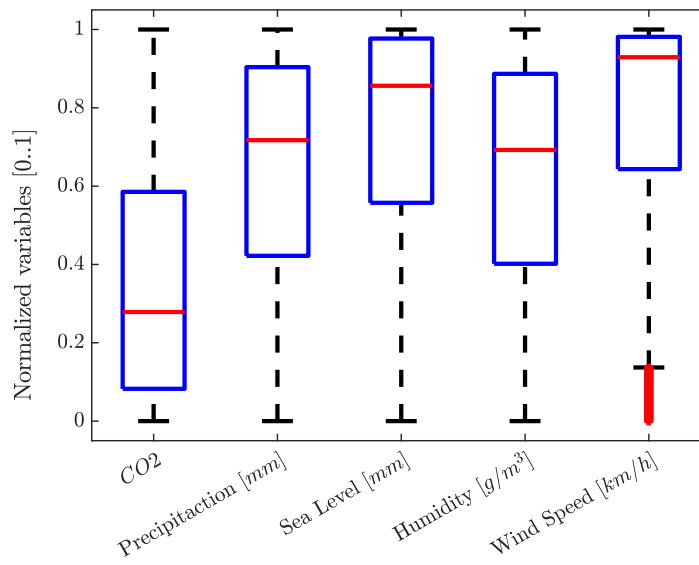 Normalized variables [0..1]
1
0.8
0.6
0.4
0.2
0
CO2
Precipitaction [mm]
Sea Level [mm]
Humidity [g/m³]
Wind Speed [km/h]